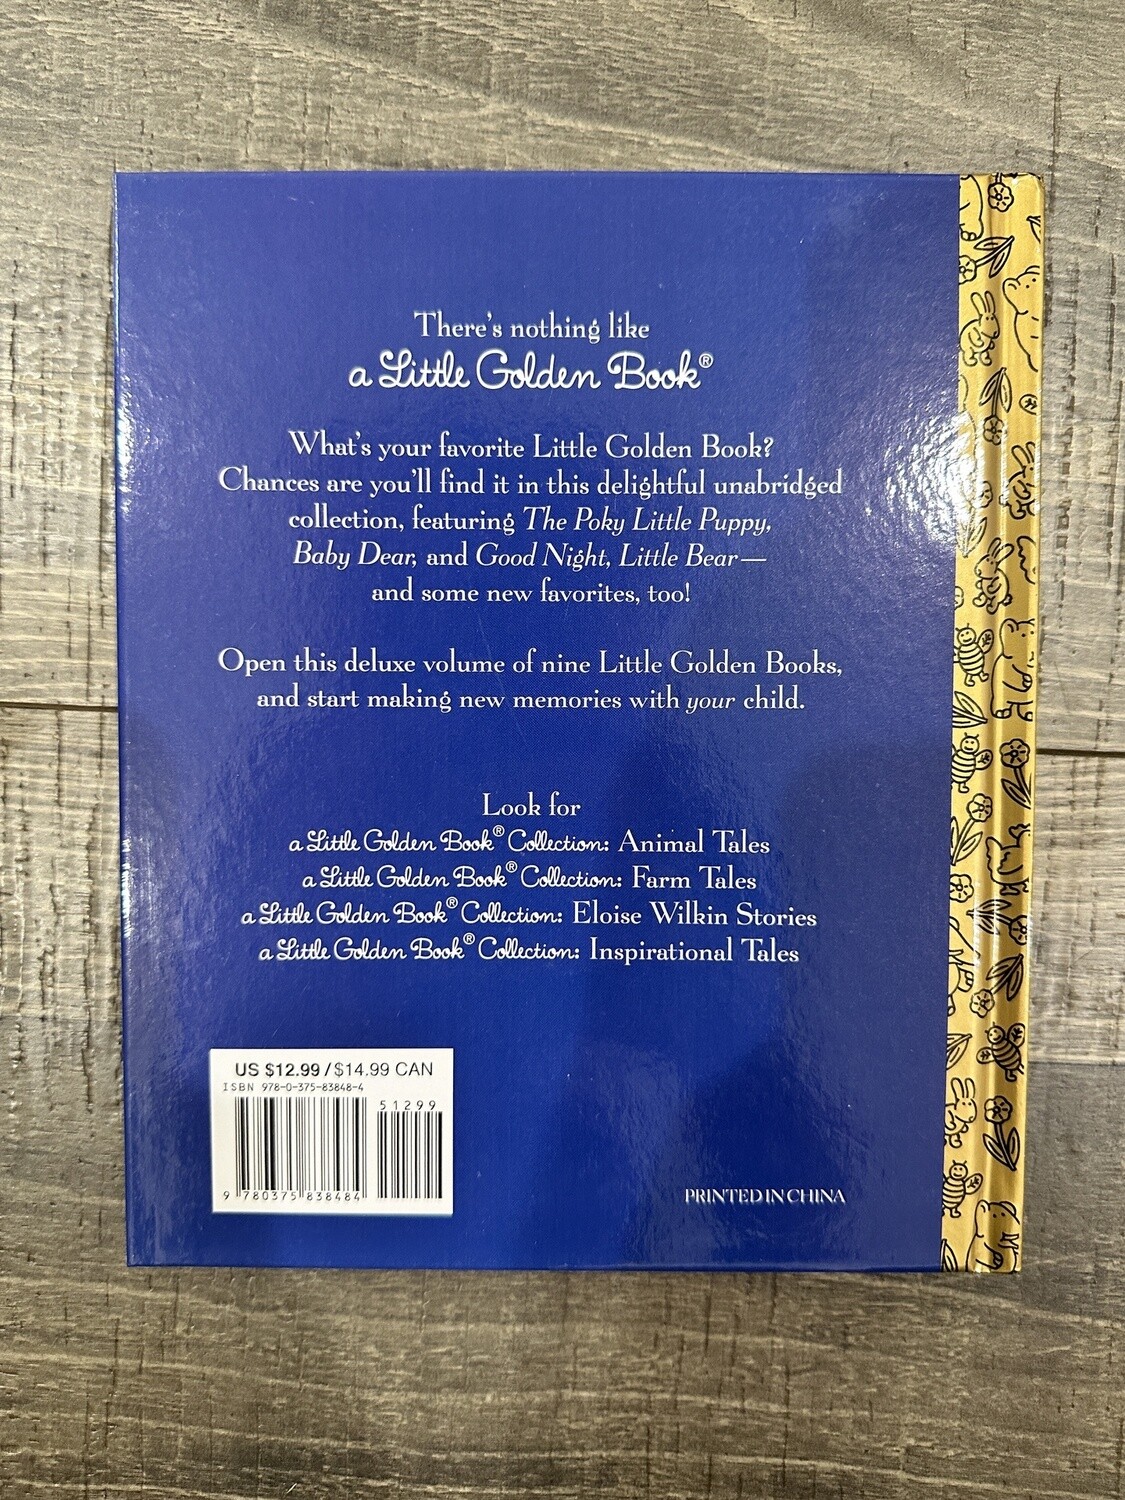 There's nothing like
a Little Golden Book®
What's your favorite Little Golden Book?
Chances are you'll find it in this delightful unabridged
collection, featuring The Poky Little Puppy,
Baby Dear, and Good Night, Little Bear—
and some new favorites, too!
Open this deluxe volume of nine Little Golden Books,
and start making new memories with your child.
Look for
a Little Golden Book® Collection: Animal Tales
a Little Golden Book® Collection: Farm Tales
a Little Golden Book® Collection: Eloise Wilkin Stories
a Little Golden Book® Collection: Inspirational Tales
US $12.99 / $14.99 CAN
ISBN 978-0-375-83848-4
51299
9 780375 838484
PRINTED IN CHINA